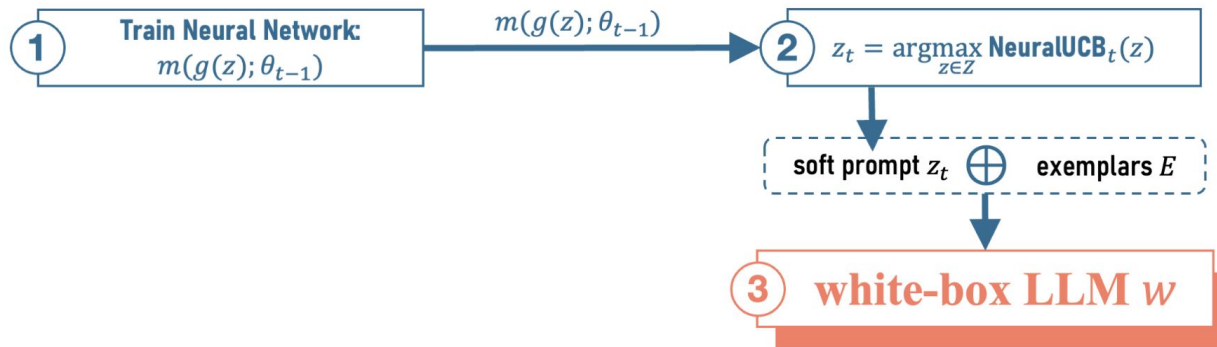 1
Train Neural Network:
m(g(z); θ_{t−1})
m(g(z); θ_{t−1})
2
z_t = argmax_{z∈Z} NeuralUCB_t(z)
soft prompt z_t ⊕ exemplars E
3
white-box LLM w